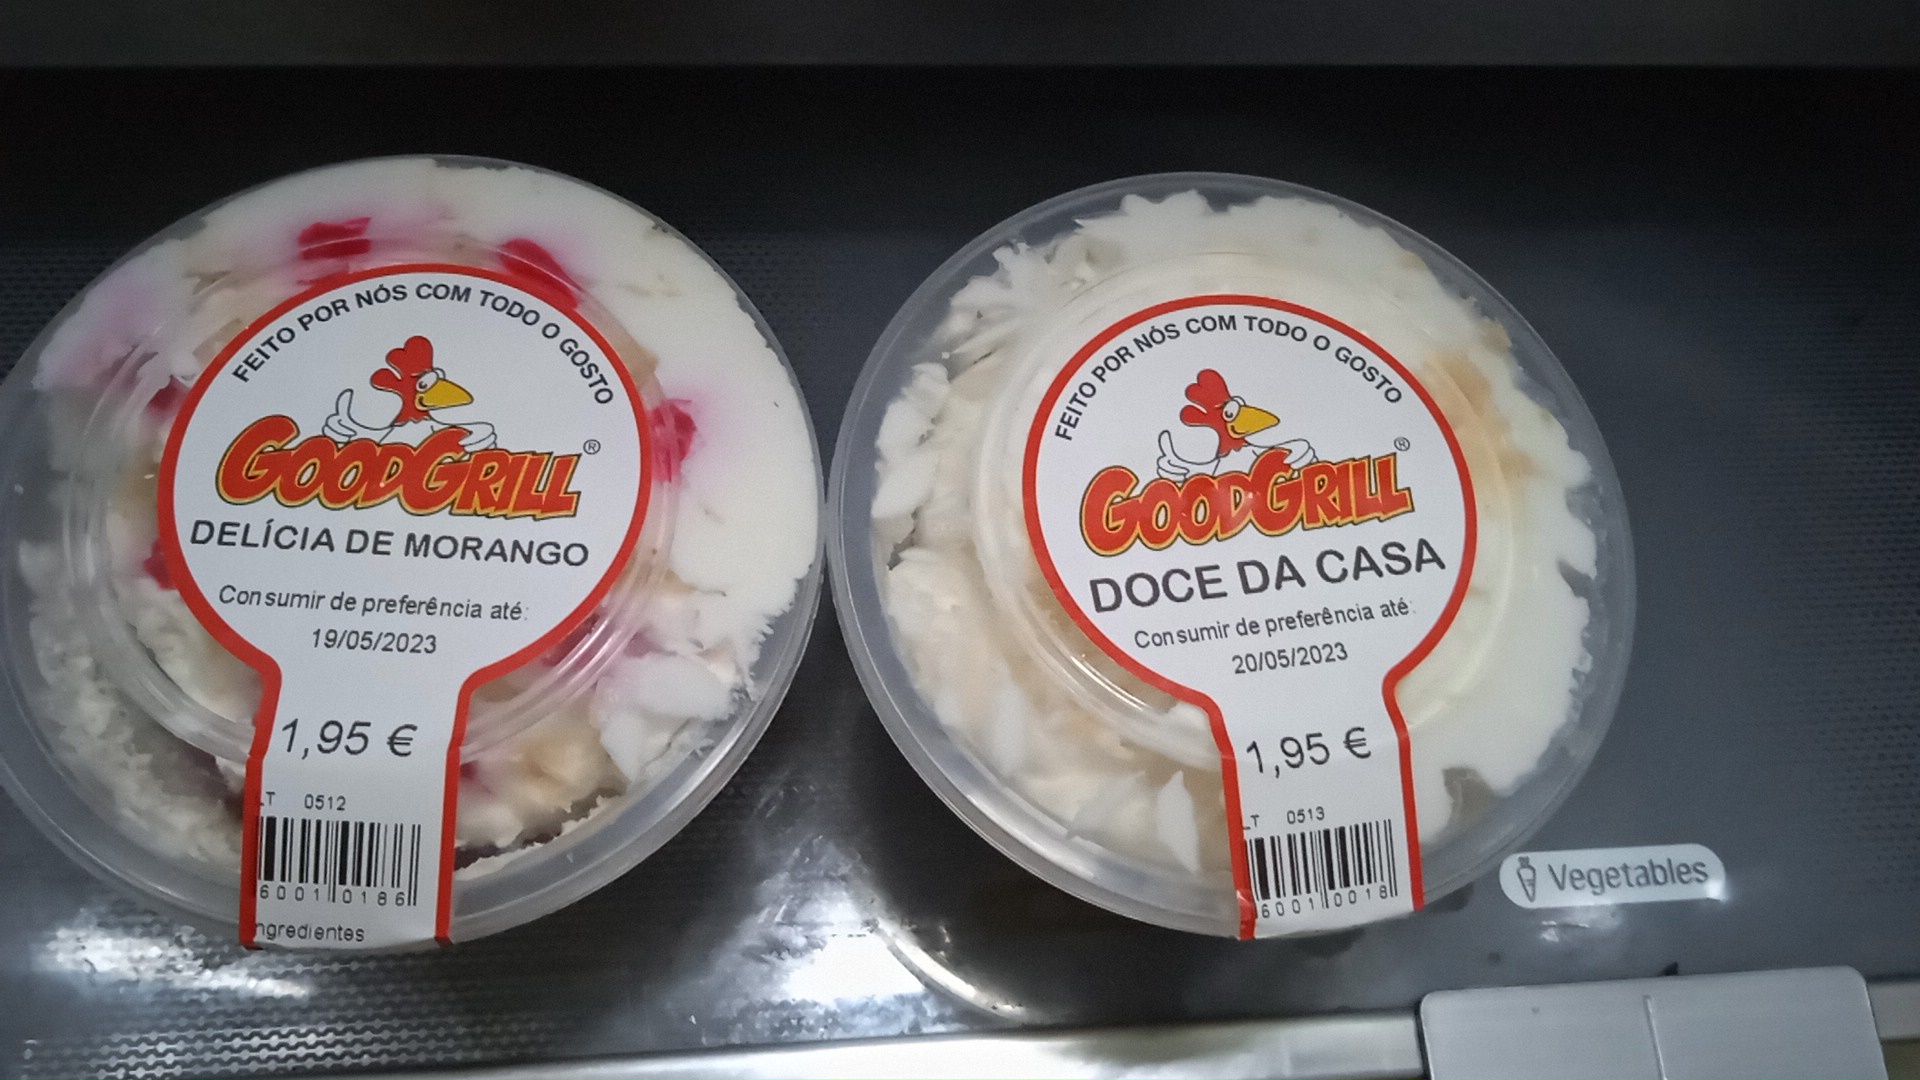 FEITO POR NÓS COM TODO O GOSTO
GOODGRILL®
DELÍCIA DE MORANGO
Consumir de preferência até:
19/05/2023
1,95 €
LT 0512
6001 0186
ngredientes
FEITO POR NÓS COM TODO O GOSTO
GOODGRILL®
DOCE DA CASA
Consumir de preferência até:
20/05/2023
1,95 €
LT 0513
6001 0018
Vegetables